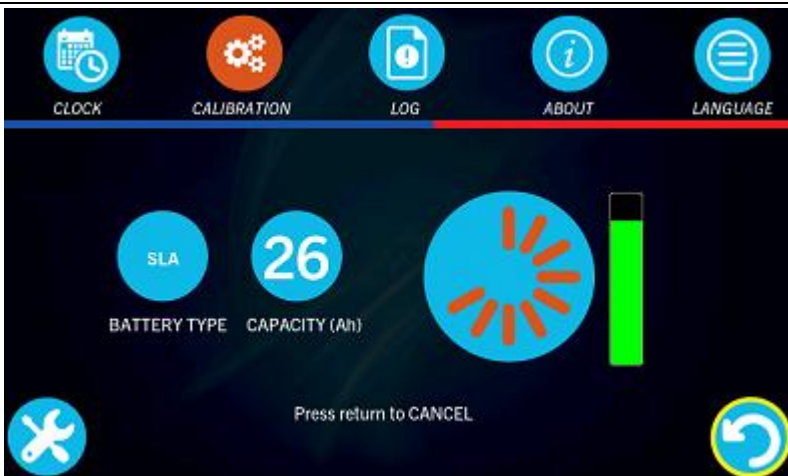 CLOCK CALIBRATION LOG ABOUT LANGUAGE
SLA 26
BATTERY TYPE CAPACITY (Ah)
Press return to CANCEL